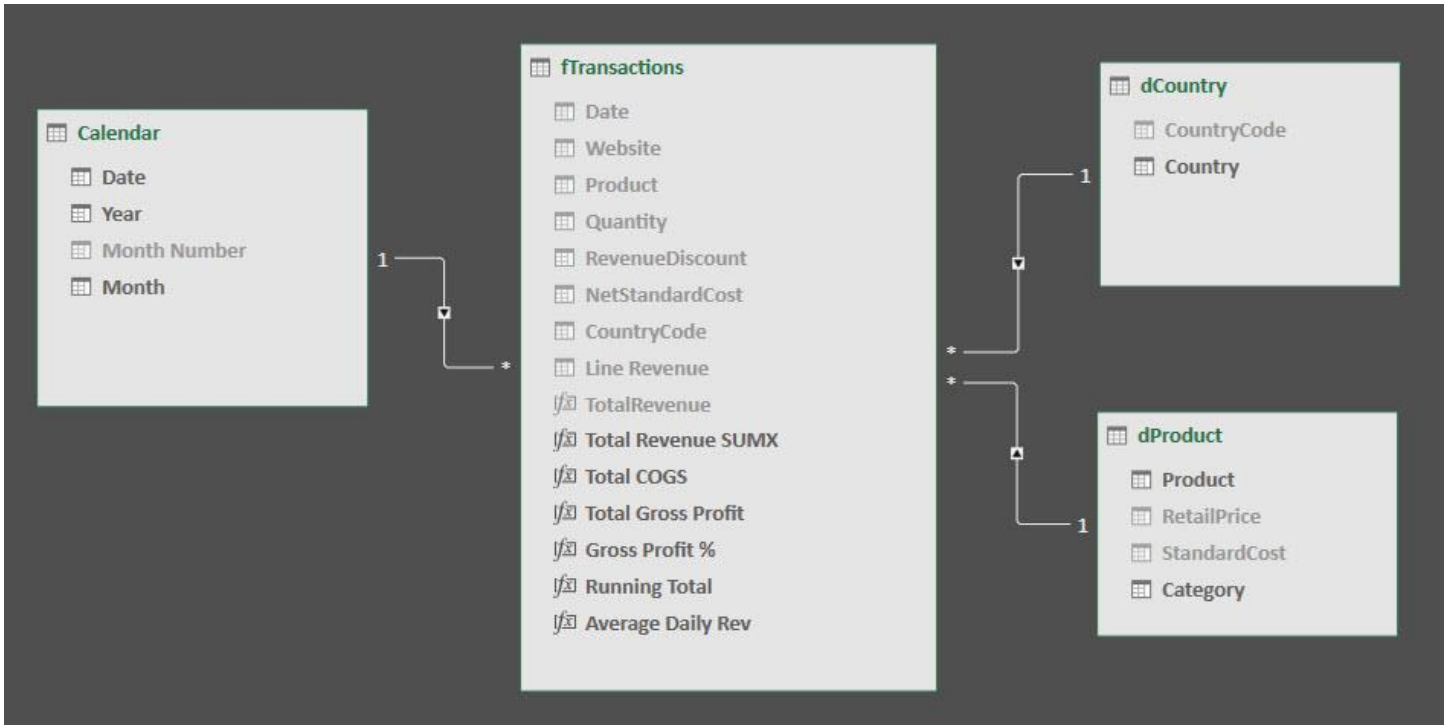 Calendar
Date
Year
Month Number
Month
1
*
fTransactions
Date
Website
Product
Quantity
RevenueDiscount
NetStandardCost
CountryCode
Line Revenue
TotalRevenue
Total Revenue SUMX
Total COGS
Total Gross Profit
Gross Profit %
Running Total
Average Daily Rev
dCountry
CountryCode
Country
1
*
*
1
dProduct
Product
RetailPrice
StandardCost
Category